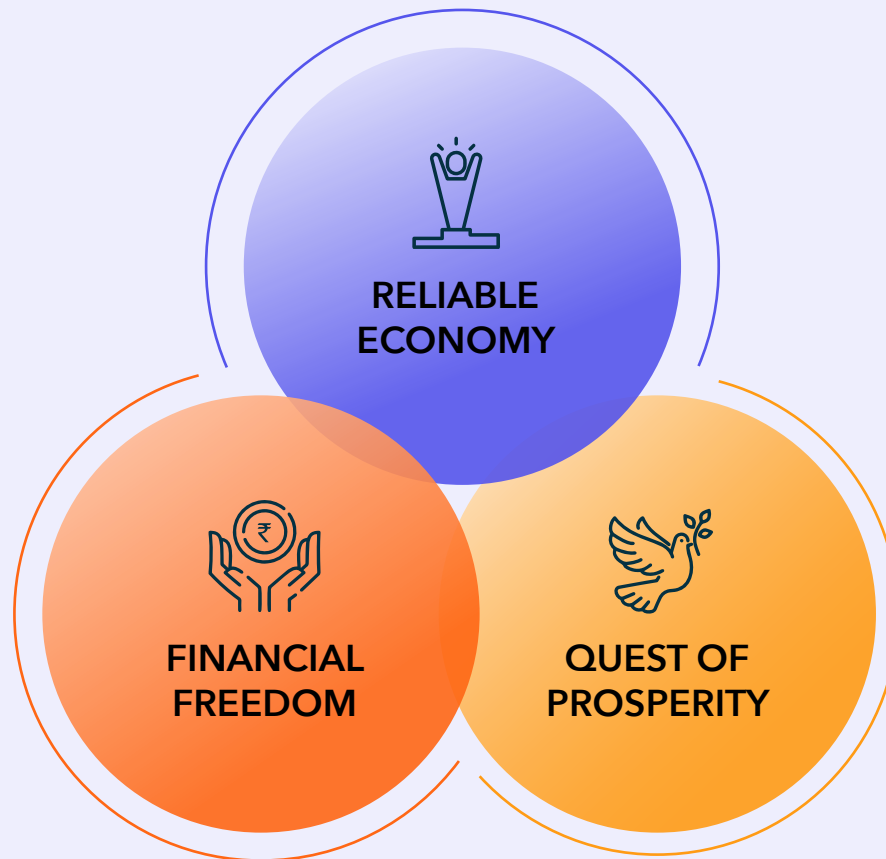 RELIABLE
ECONOMY
₹
FINANCIAL
FREEDOM
QUEST OF
PROSPERITY